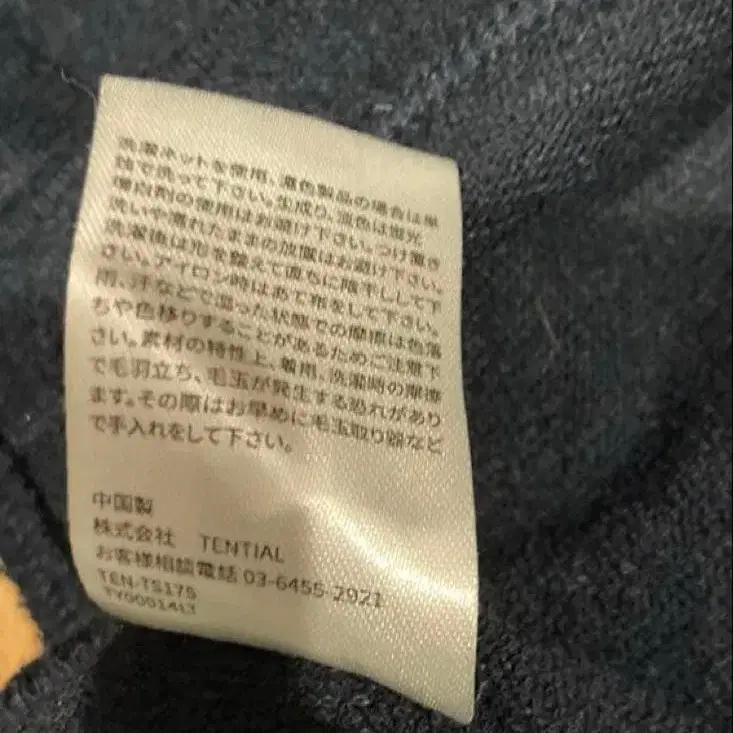 洗濯ネットを使用、濃色製品の場合は単
独で洗って下さい。生成り、淡色は蛍光
増白剤の使用はお避け下さい。つけ置き
洗いや濡れたままの放置はお避け下さい。
洗濯後は形を整えて直ちに陰干しして下
さい。アイロン時はあて布をして下さい。
雨、汗などで湿った状態での摩擦は色落
ちや色移りすることがあるためご注意下
さい。素材の特性上、着用、洗濯時の摩擦
で毛羽立ち、毛玉が発生する恐れがあり
ます。その際はお早めに毛玉取り器など
で手入れをして下さい。
中国製
株式会社 TENTIAL
お客様相談電話 03-6455-2921
TEN-TS175
TY00014LT